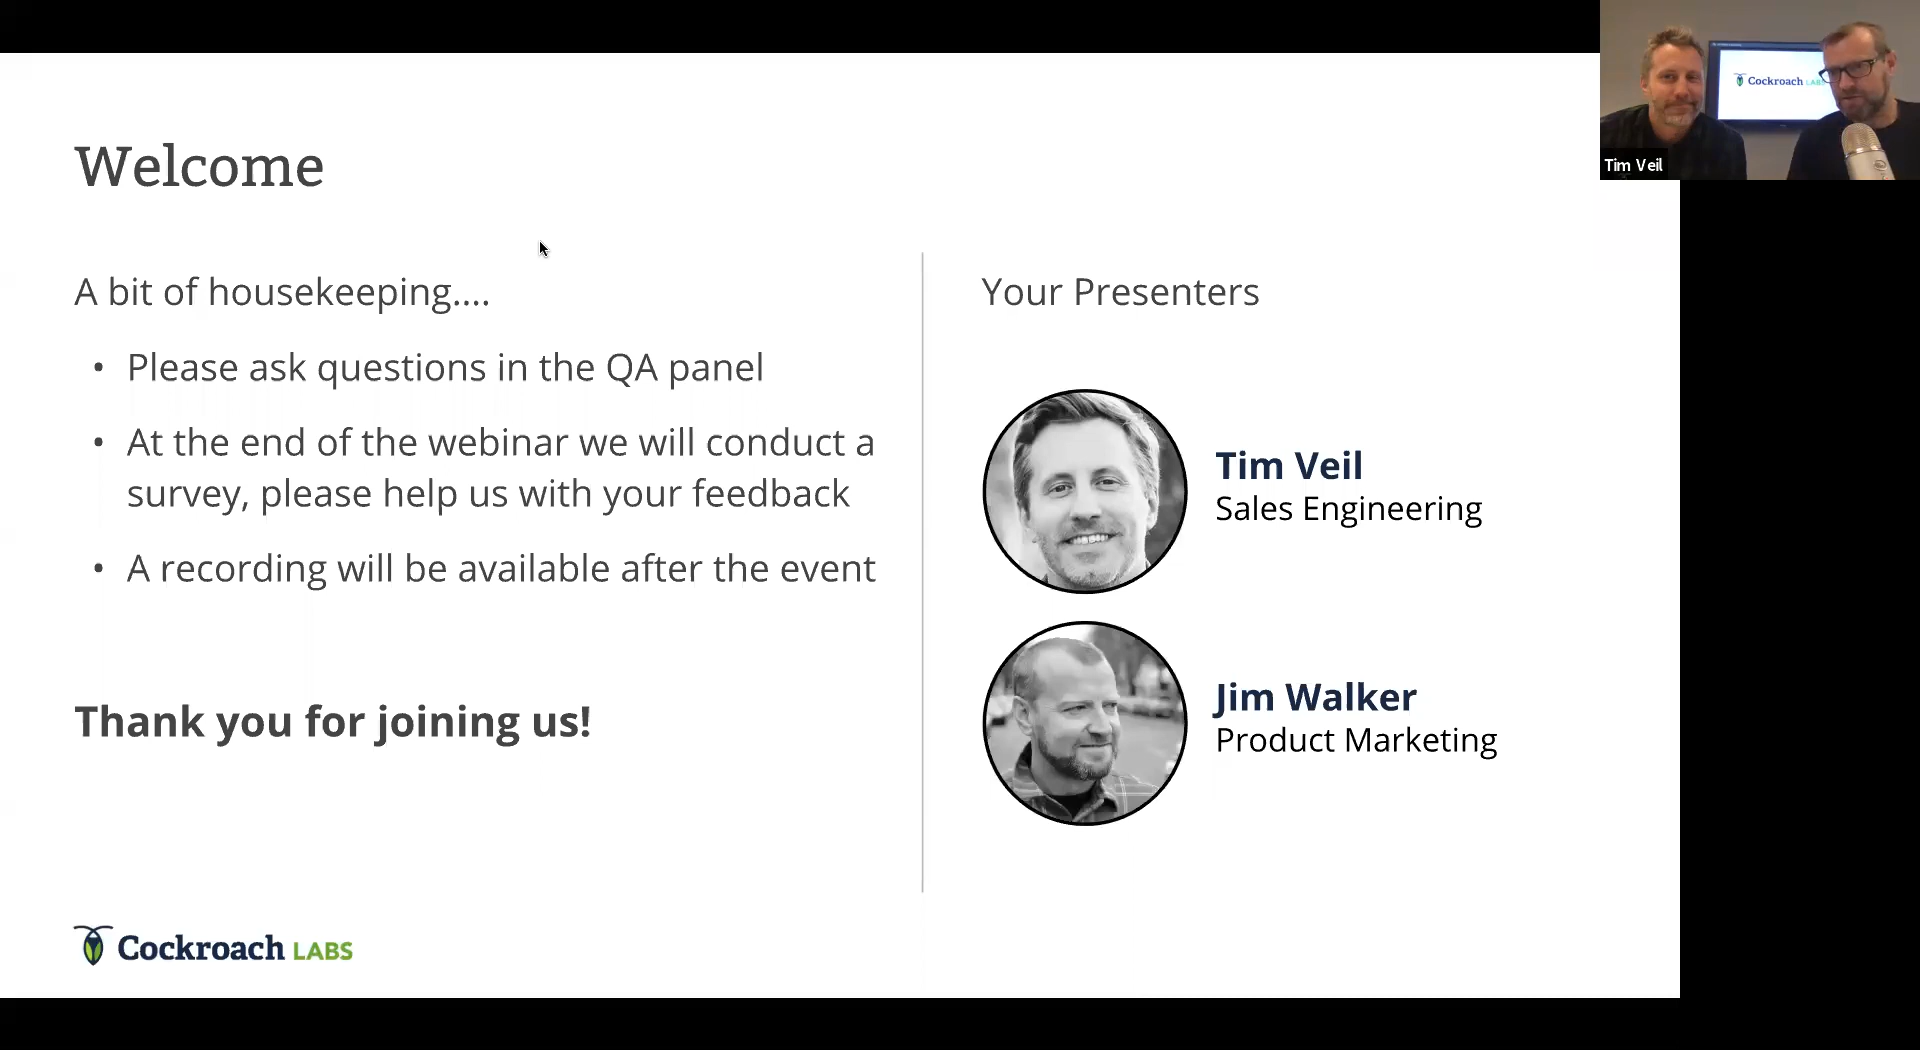 Cockroach LABS
Tim Veil
Welcome
A bit of housekeeping....
• Please ask questions in the QA panel
• At the end of the webinar we will conduct a
survey, please help us with your feedback
• A recording will be available after the event
Thank you for joining us!
Your Presenters
Tim Veil
Sales Engineering
Jim Walker
Product Marketing
Cockroach LABS